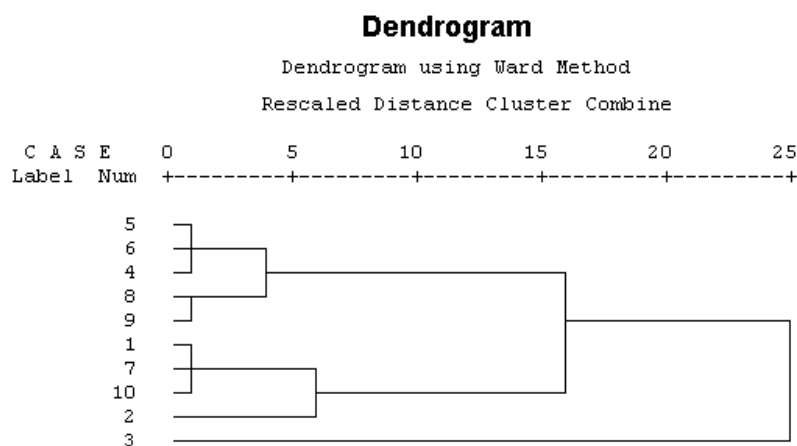 Dendrogram
Dendrogram using Ward Method
Rescaled Distance Cluster Combine
C A S E 0 5 10 15 20 25
Label Num +---------+---------+---------+---------+---------+
5
6
4
8
9
1
7
10
2
3